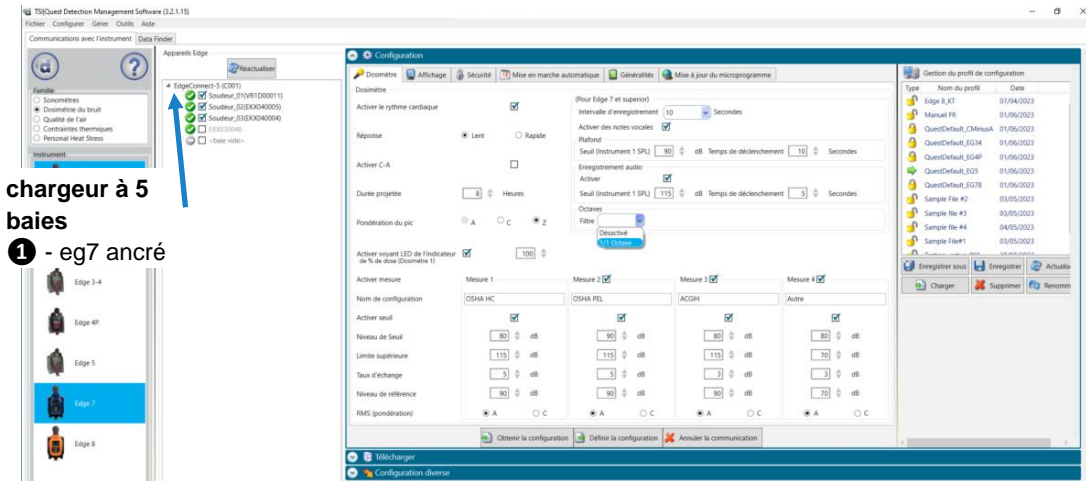 TSI|Quest Detection Management Software (3.2.1.15)
Fichier Configurer Gérer Outils Aide
Communications avec l'instrument Data Finder
Famille
Sonomètres
Dosimétrie du bruit
Qualité de l'air
Contraintes thermiques
Personal Heat Stress
Instrument
chargeur à 5
baies
1 - eg7 ancré
Edge 3-4
Edge 4P
Edge 5
Edge 7
Edge 8
Appareils Edge
Réactualiser
EdgeConnect-5 (C001)
Soudeur_01(VR1D00011)
Soudeur_02(EKX040005)
Soudeur_03(EKX040004)
<baie vide>
Configuration
Dosimètre Affichage Sécurité Mise en marche automatique Généralités Mise à jour du microprogramme
Dosimètre
Activer le rythme cardiaque
Réponse Lent Rapide
Activer C-A
Durée projetée 8 Heures
Pondération du pic A C Z
Activer voyant LED de l'indicateur
de % de dose (Dosimètre 1) 100
(Pour Edge 7 et superior)
Intervalle d'enregistrement 10 Secondes
Activer des notes vocales
Plafond
Seuil (Instrument 1 SPL) 90 dB Temps de déclenchement 10 Secondes
Enregistrement audio
Activer
Seuil (Instrument 1 SPL) 115 dB Temps de déclenchement 5 Secondes
Octaves
Filtre
Désactivé
1/1 Octave
Activer mesure Mesure 1 Mesure 2 Mesure 3 Mesure 4
Nom de configuration OSHA HC OSHA PEL ACGIH Autre
Activer seuil
Niveau de Seuil 80 dB 90 dB 80 dB 80 dB
Limite supérieure 115 dB 115 dB 115 dB 70 dB
Taux d'échange 5 dB 5 dB 3 dB 3 dB
Niveau de référence 90 dB 90 dB 90 dB 70 dB
RMS (pondération) A C A C A C A C
Obtenir la configuration Définir la configuration Annuler la communication
Télécharger
Configuration diverse
Gestion du profil de configuration
Type Nom du profil Date
Edge 8_KT 07/04/2023
Manuel FR 01/06/2023
QuestDefault_CMinusA 01/06/2023
QuestDefault_EG34 01/06/2023
QuestDefault_EG4P 01/06/2023
QuestDefault_EG5 01/06/2023
QuestDefault_EG78 01/06/2023
Sample File #2 03/05/2023
Sample file #3 03/05/2023
Sample file #4 04/05/2023
Sample File#1 03/05/2023
Enregistrer sous Enregistrer Actualis
Charger Supprimer Renomm